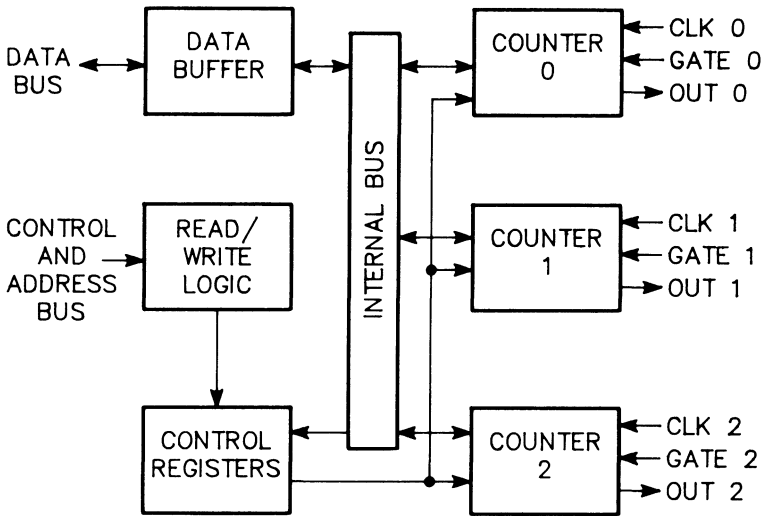 DATA
BUS
DATA
BUFFER
INTERNAL BUS
COUNTER
0
CLK 0
GATE 0
OUT 0
CONTROL
AND
ADDRESS
BUS
READ/
WRITE
LOGIC
COUNTER
1
CLK 1
GATE 1
OUT 1
CONTROL
REGISTERS
COUNTER
2
CLK 2
GATE 2
OUT 2